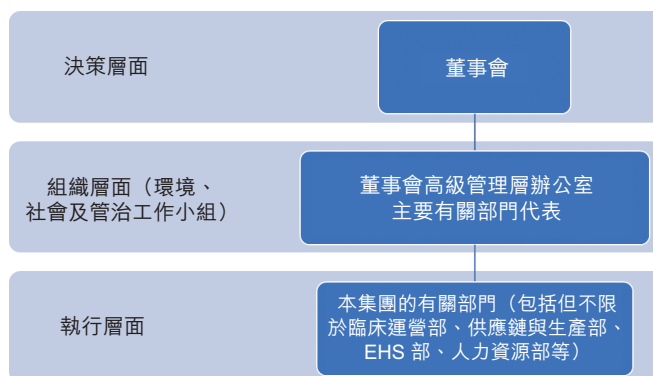 決策層面
董事會
組織層面（環境、
社會及管治工作小組）
董事會高級管理層辦公室
主要有關部門代表
執行層面
本集團的有關部門（包括但不限
於臨床運營部、供應鏈與生產部、
EHS 部、人力資源部等）